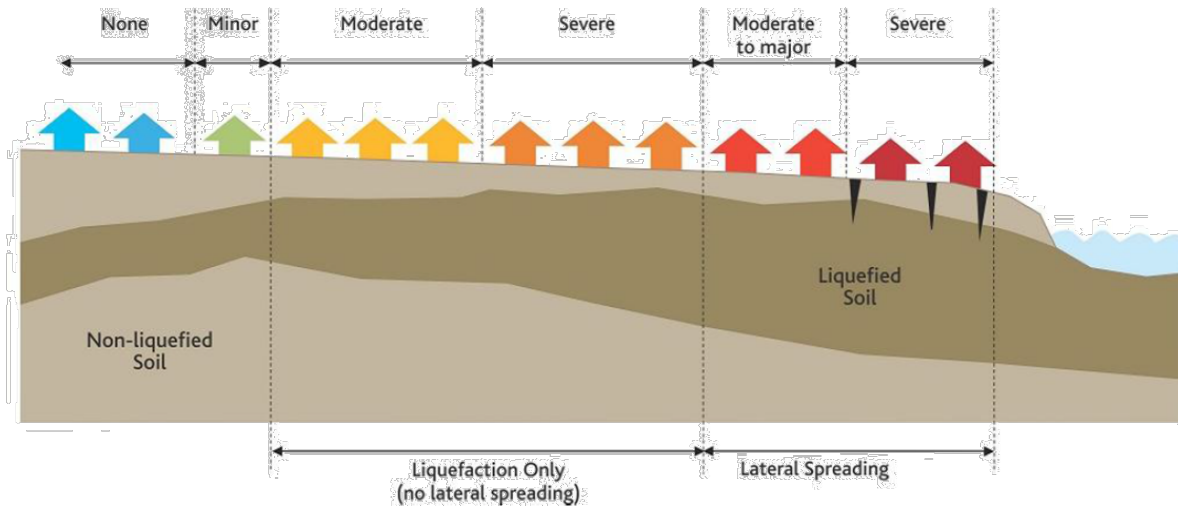 None
Minor
Moderate
Severe
Moderate
to major
Severe
Liquefied
Soil
Non-liquefied
Soil
Liquefaction Only
(no lateral spreading)
Lateral Spreading